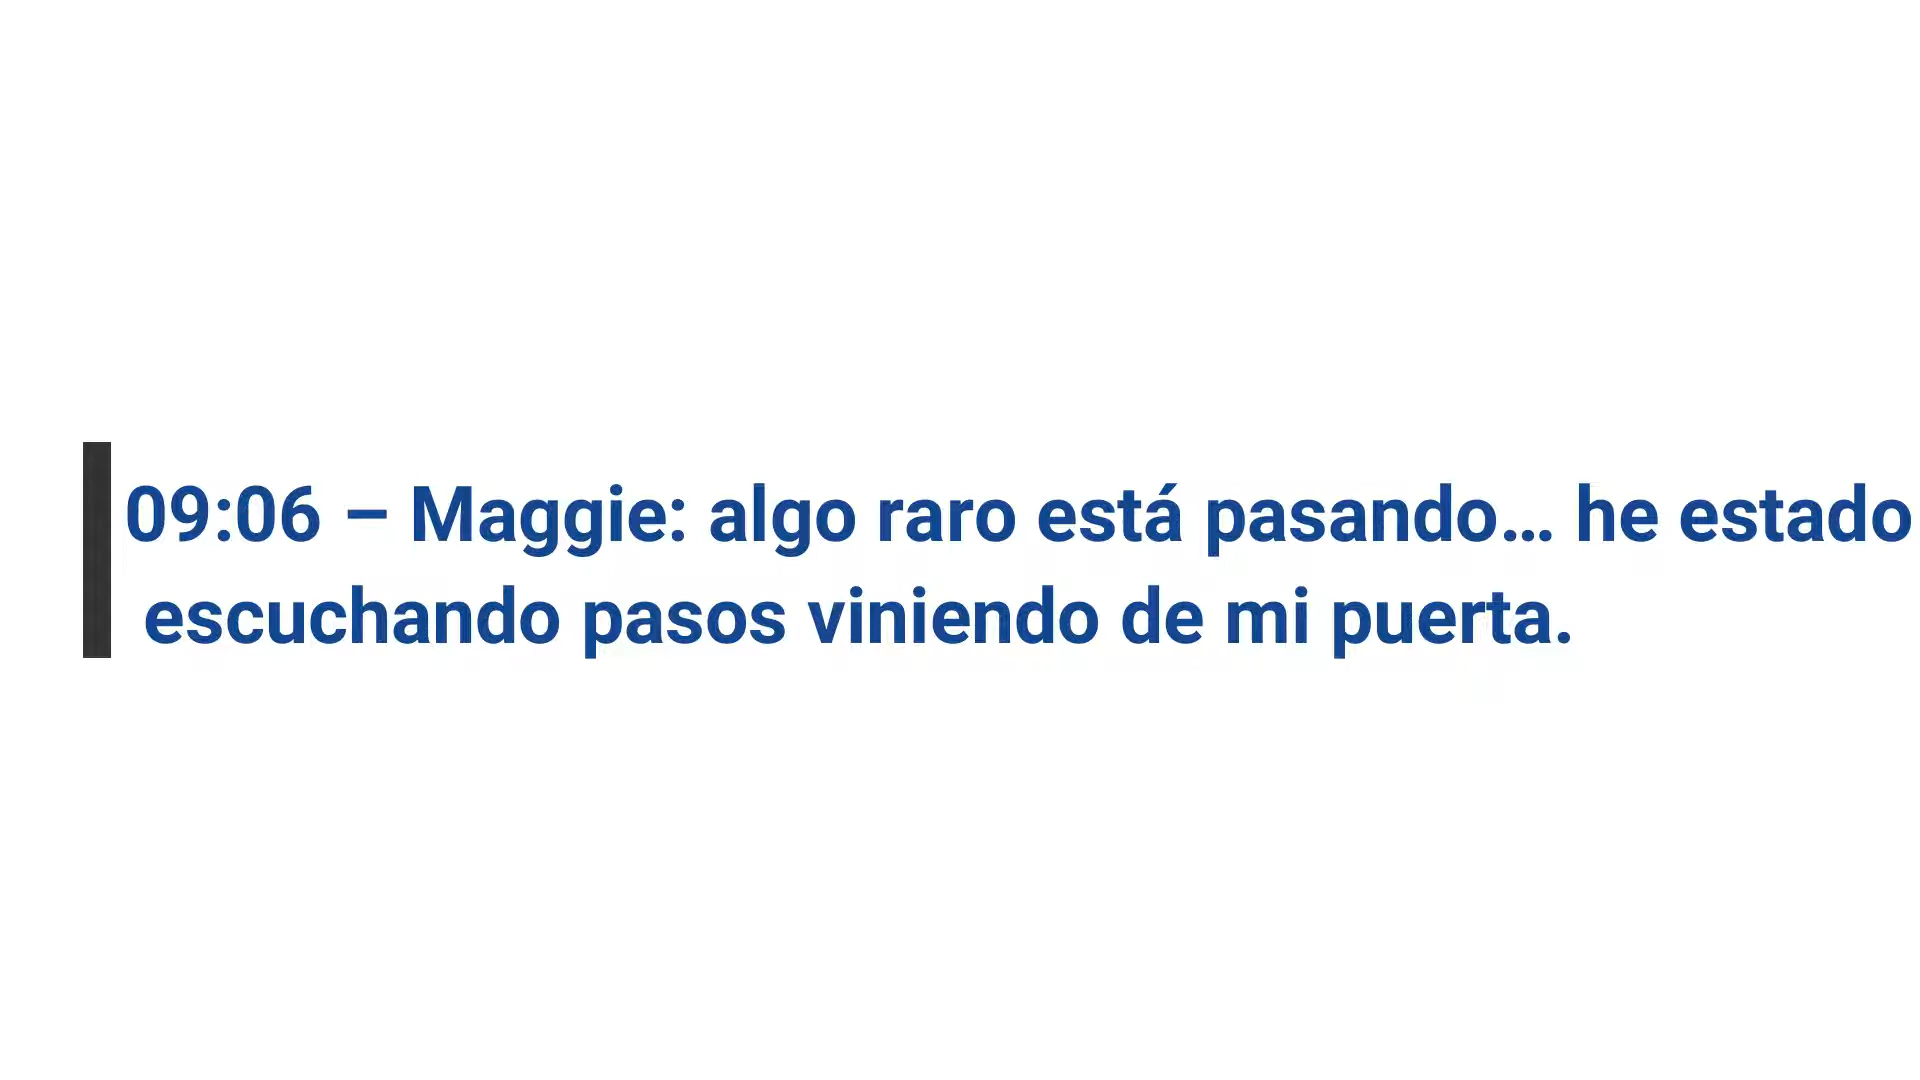 09:06 – Maggie: algo raro está pasando… he estado
escuchando pasos viniendo de mi puerta.